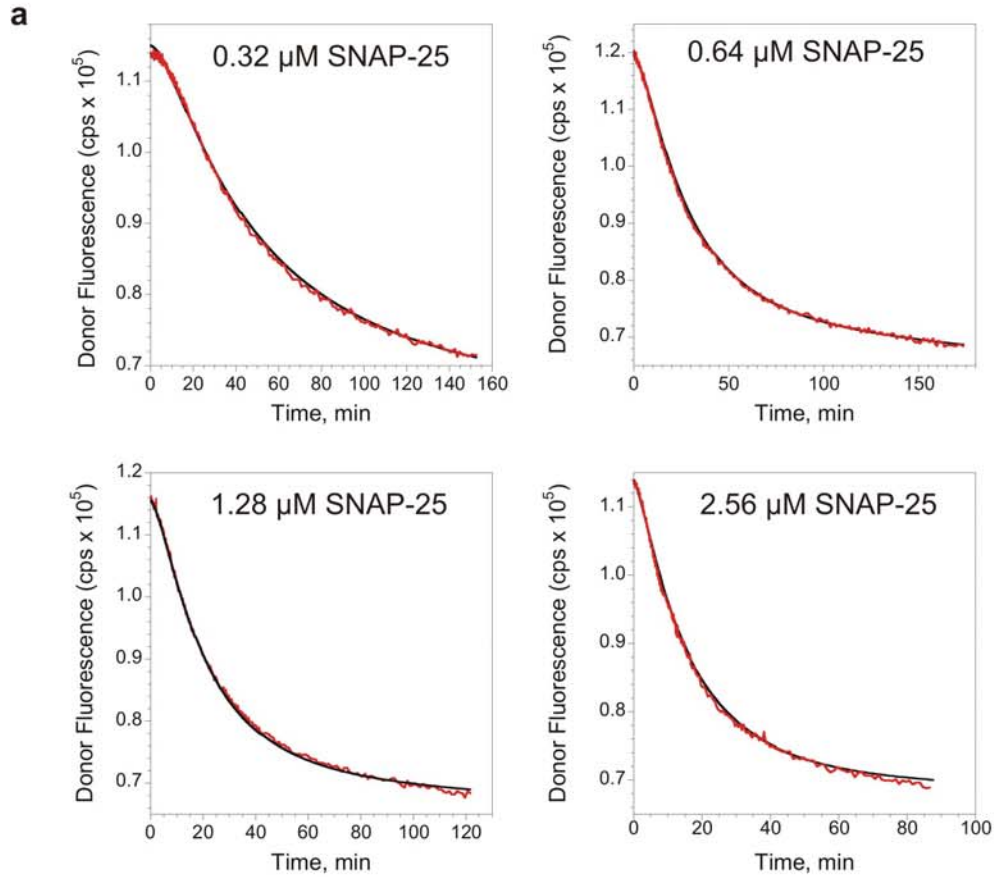 a
0.32 µM SNAP-25
Donor Fluorescence (cps x 10⁵)
1.1
1.0
0.9
0.8
0.7
0 20 40 60 80 100 120 140 160
Time, min
0.64 µM SNAP-25
Donor Fluorescence (cps x 10⁵)
1.2
1.1
1.0
0.9
0.8
0.7
0 50 100 150
Time, min
1.28 µM SNAP-25
Donor Fluorescence (cps x 10⁵)
1.2
1.1
1.0
0.9
0.8
0.7
0 20 40 60 80 100 120
Time, min
2.56 µM SNAP-25
Donor Fluorescence (cps x 10⁵)
1.1
1.0
0.9
0.8
0.7
0 20 40 60 80 100
Time, min